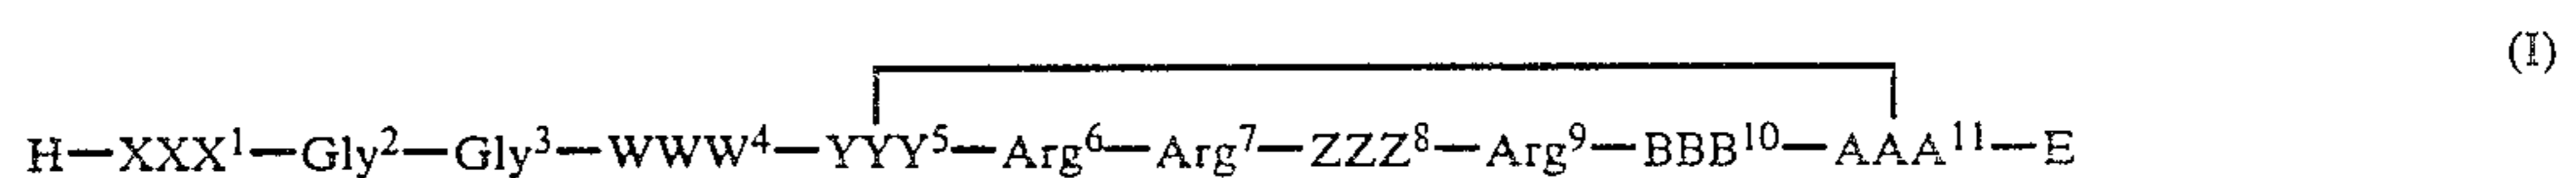 (I)
H—XXX¹—Gly²—Gly³—WWW⁴—YYY⁵—Arg⁶—Arg⁷—ZZZ⁸—Arg⁹—BBB¹⁰—AAA¹¹—E